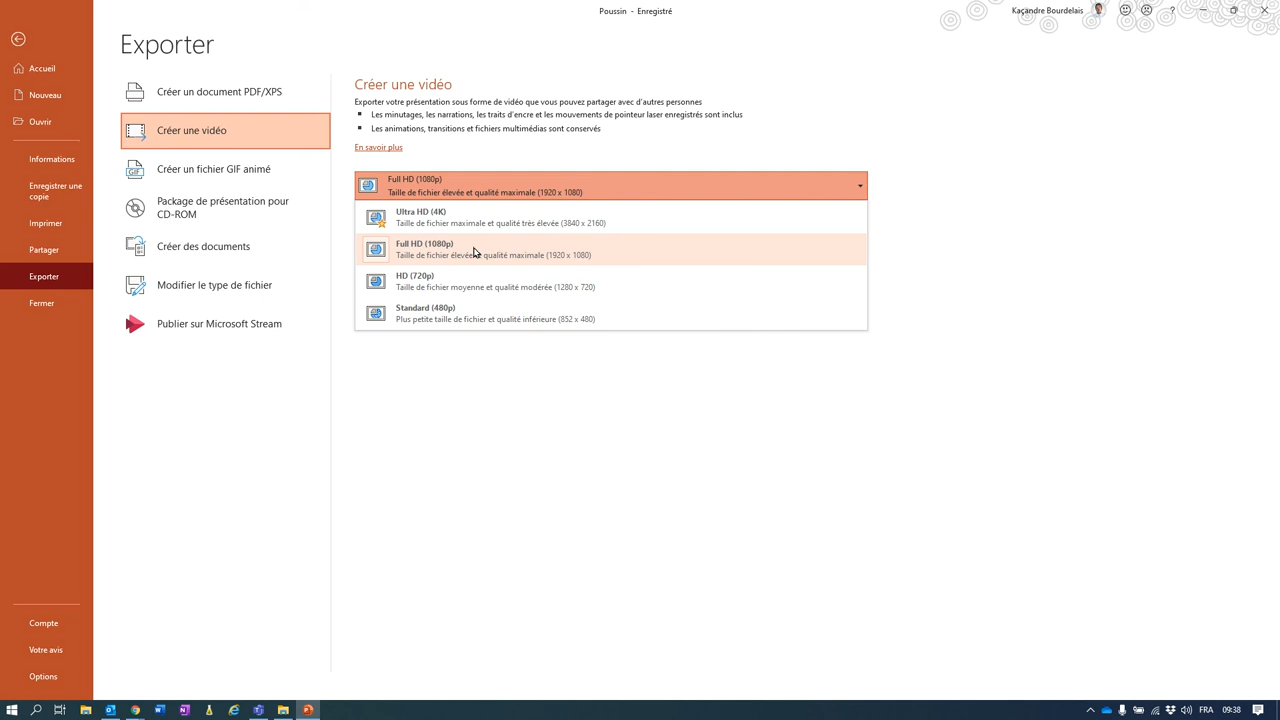 Poussin - Enregistré
Kaçandre Bourdelais
?
Exporter
Accueil
Nouveau
Ouvrir
Informations
Enregistrer une
copie
Imprimer
Partager
Exporter
Fermer
Compte
Votre avis
Options
Créer un document PDF/XPS
Créer une vidéo
GIF
Créer un fichier GIF animé
Package de présentation pour
CD-ROM
Créer des documents
Modifier le type de fichier
Publier sur Microsoft Stream
Créer une vidéo
Exporter votre présentation sous forme de vidéo que vous pouvez partager avec d'autres personnes
Les minutages, les narrations, les traits d'encre et les mouvements de pointeur laser enregistrés sont inclus
Les animations, transitions et fichiers multimédias sont conservés
En savoir plus
Full HD (1080p)
Taille de fichier élevée et qualité maximale (1920 x 1080)
Ultra HD (4K)
Taille de fichier maximale et qualité très élevée (3840 x 2160)
Full HD (1080p)
Taille de fichier élevée et qualité maximale (1920 x 1080)
HD (720p)
Taille de fichier moyenne et qualité modérée (1280 x 720)
Standard (480p)
Plus petite taille de fichier et qualité inférieure (852 x 480)
FRA
09:38